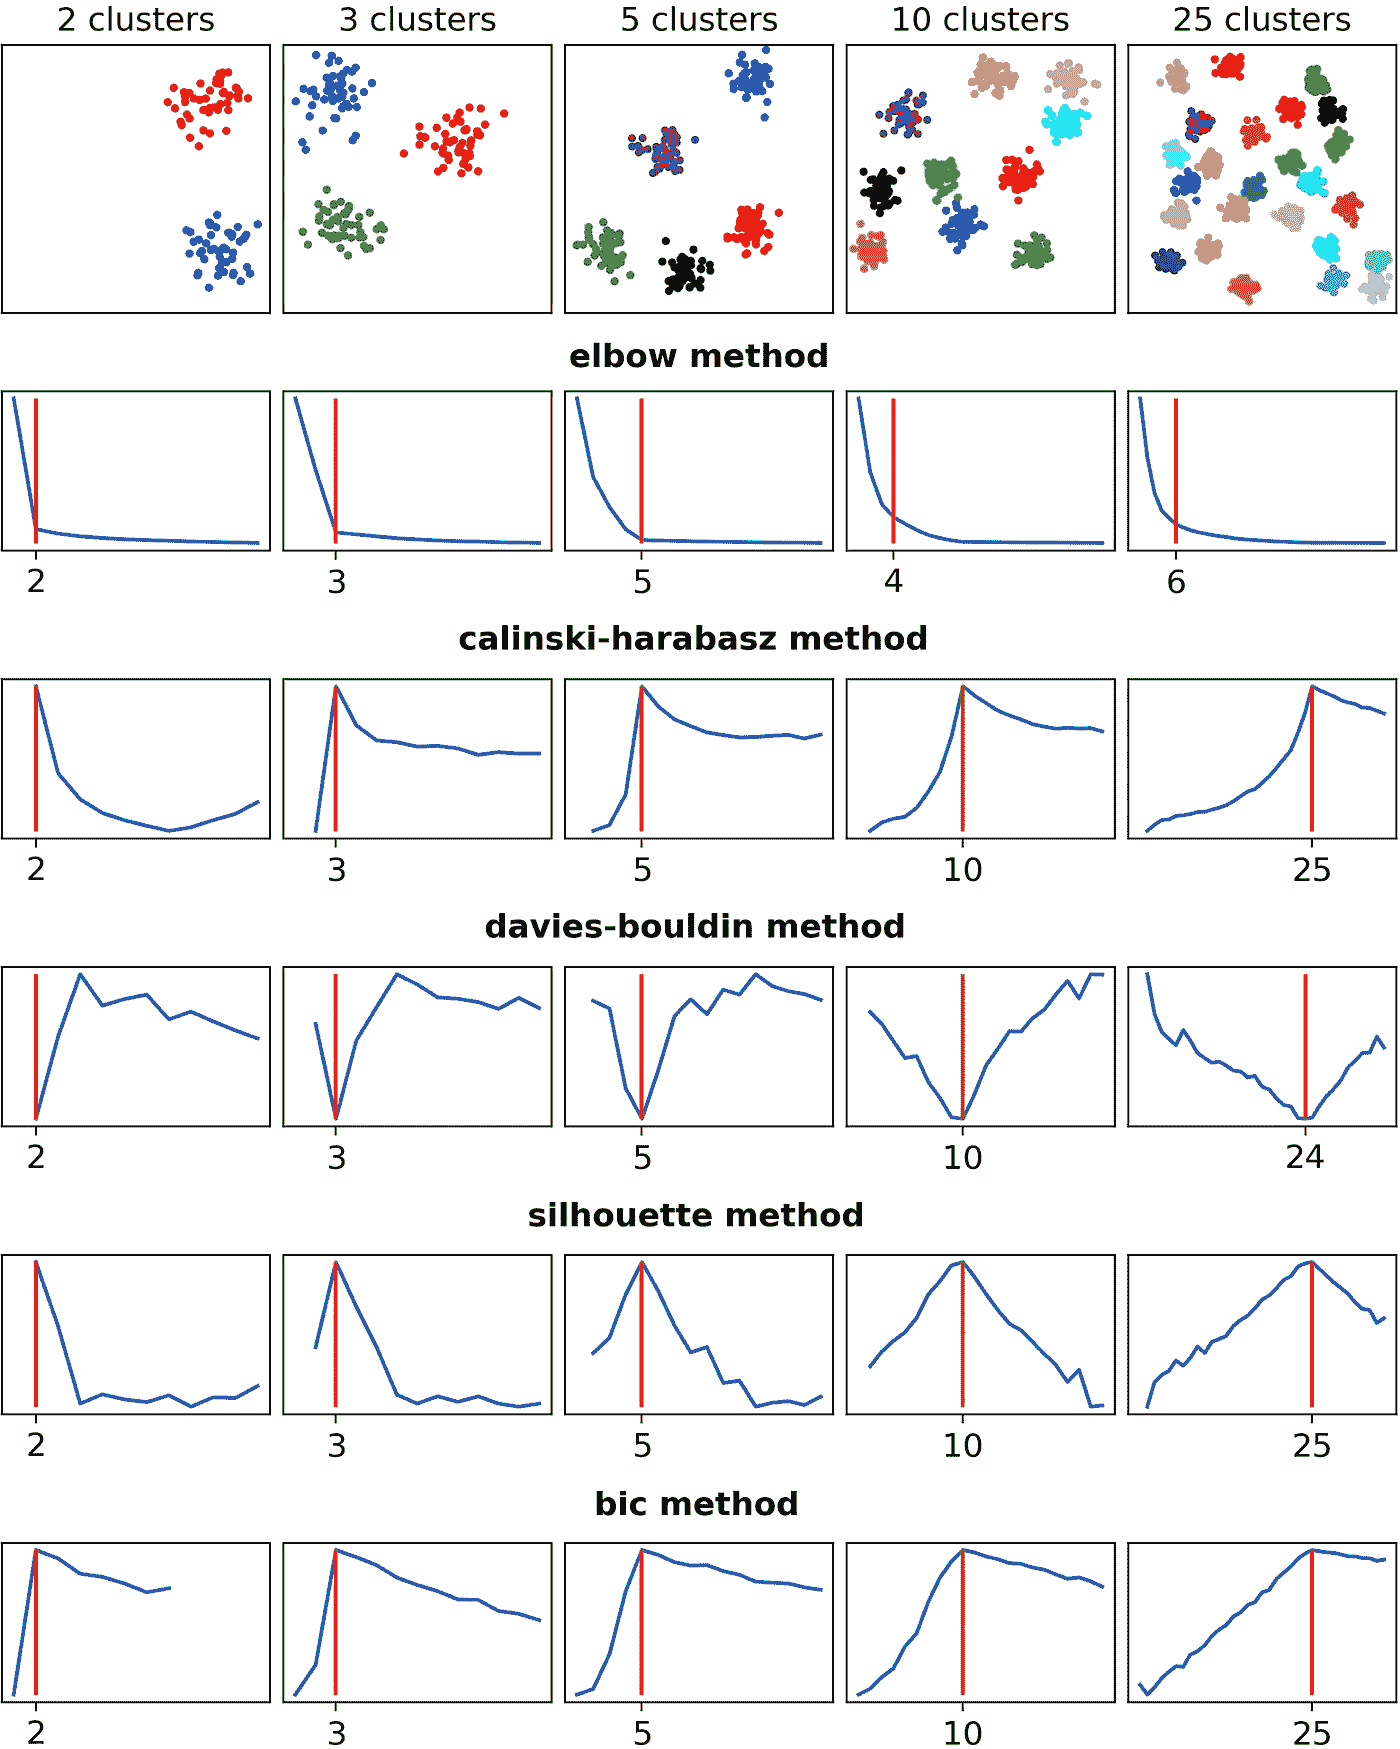 2 clusters 3 clusters 5 clusters 10 clusters 25 clusters
elbow method
2 3 5 4 6
calinski-harabasz method
2 3 5 10 25
davies-bouldin method
2 3 5 10 24
silhouette method
2 3 5 10 25
bic method
2 3 5 10 25